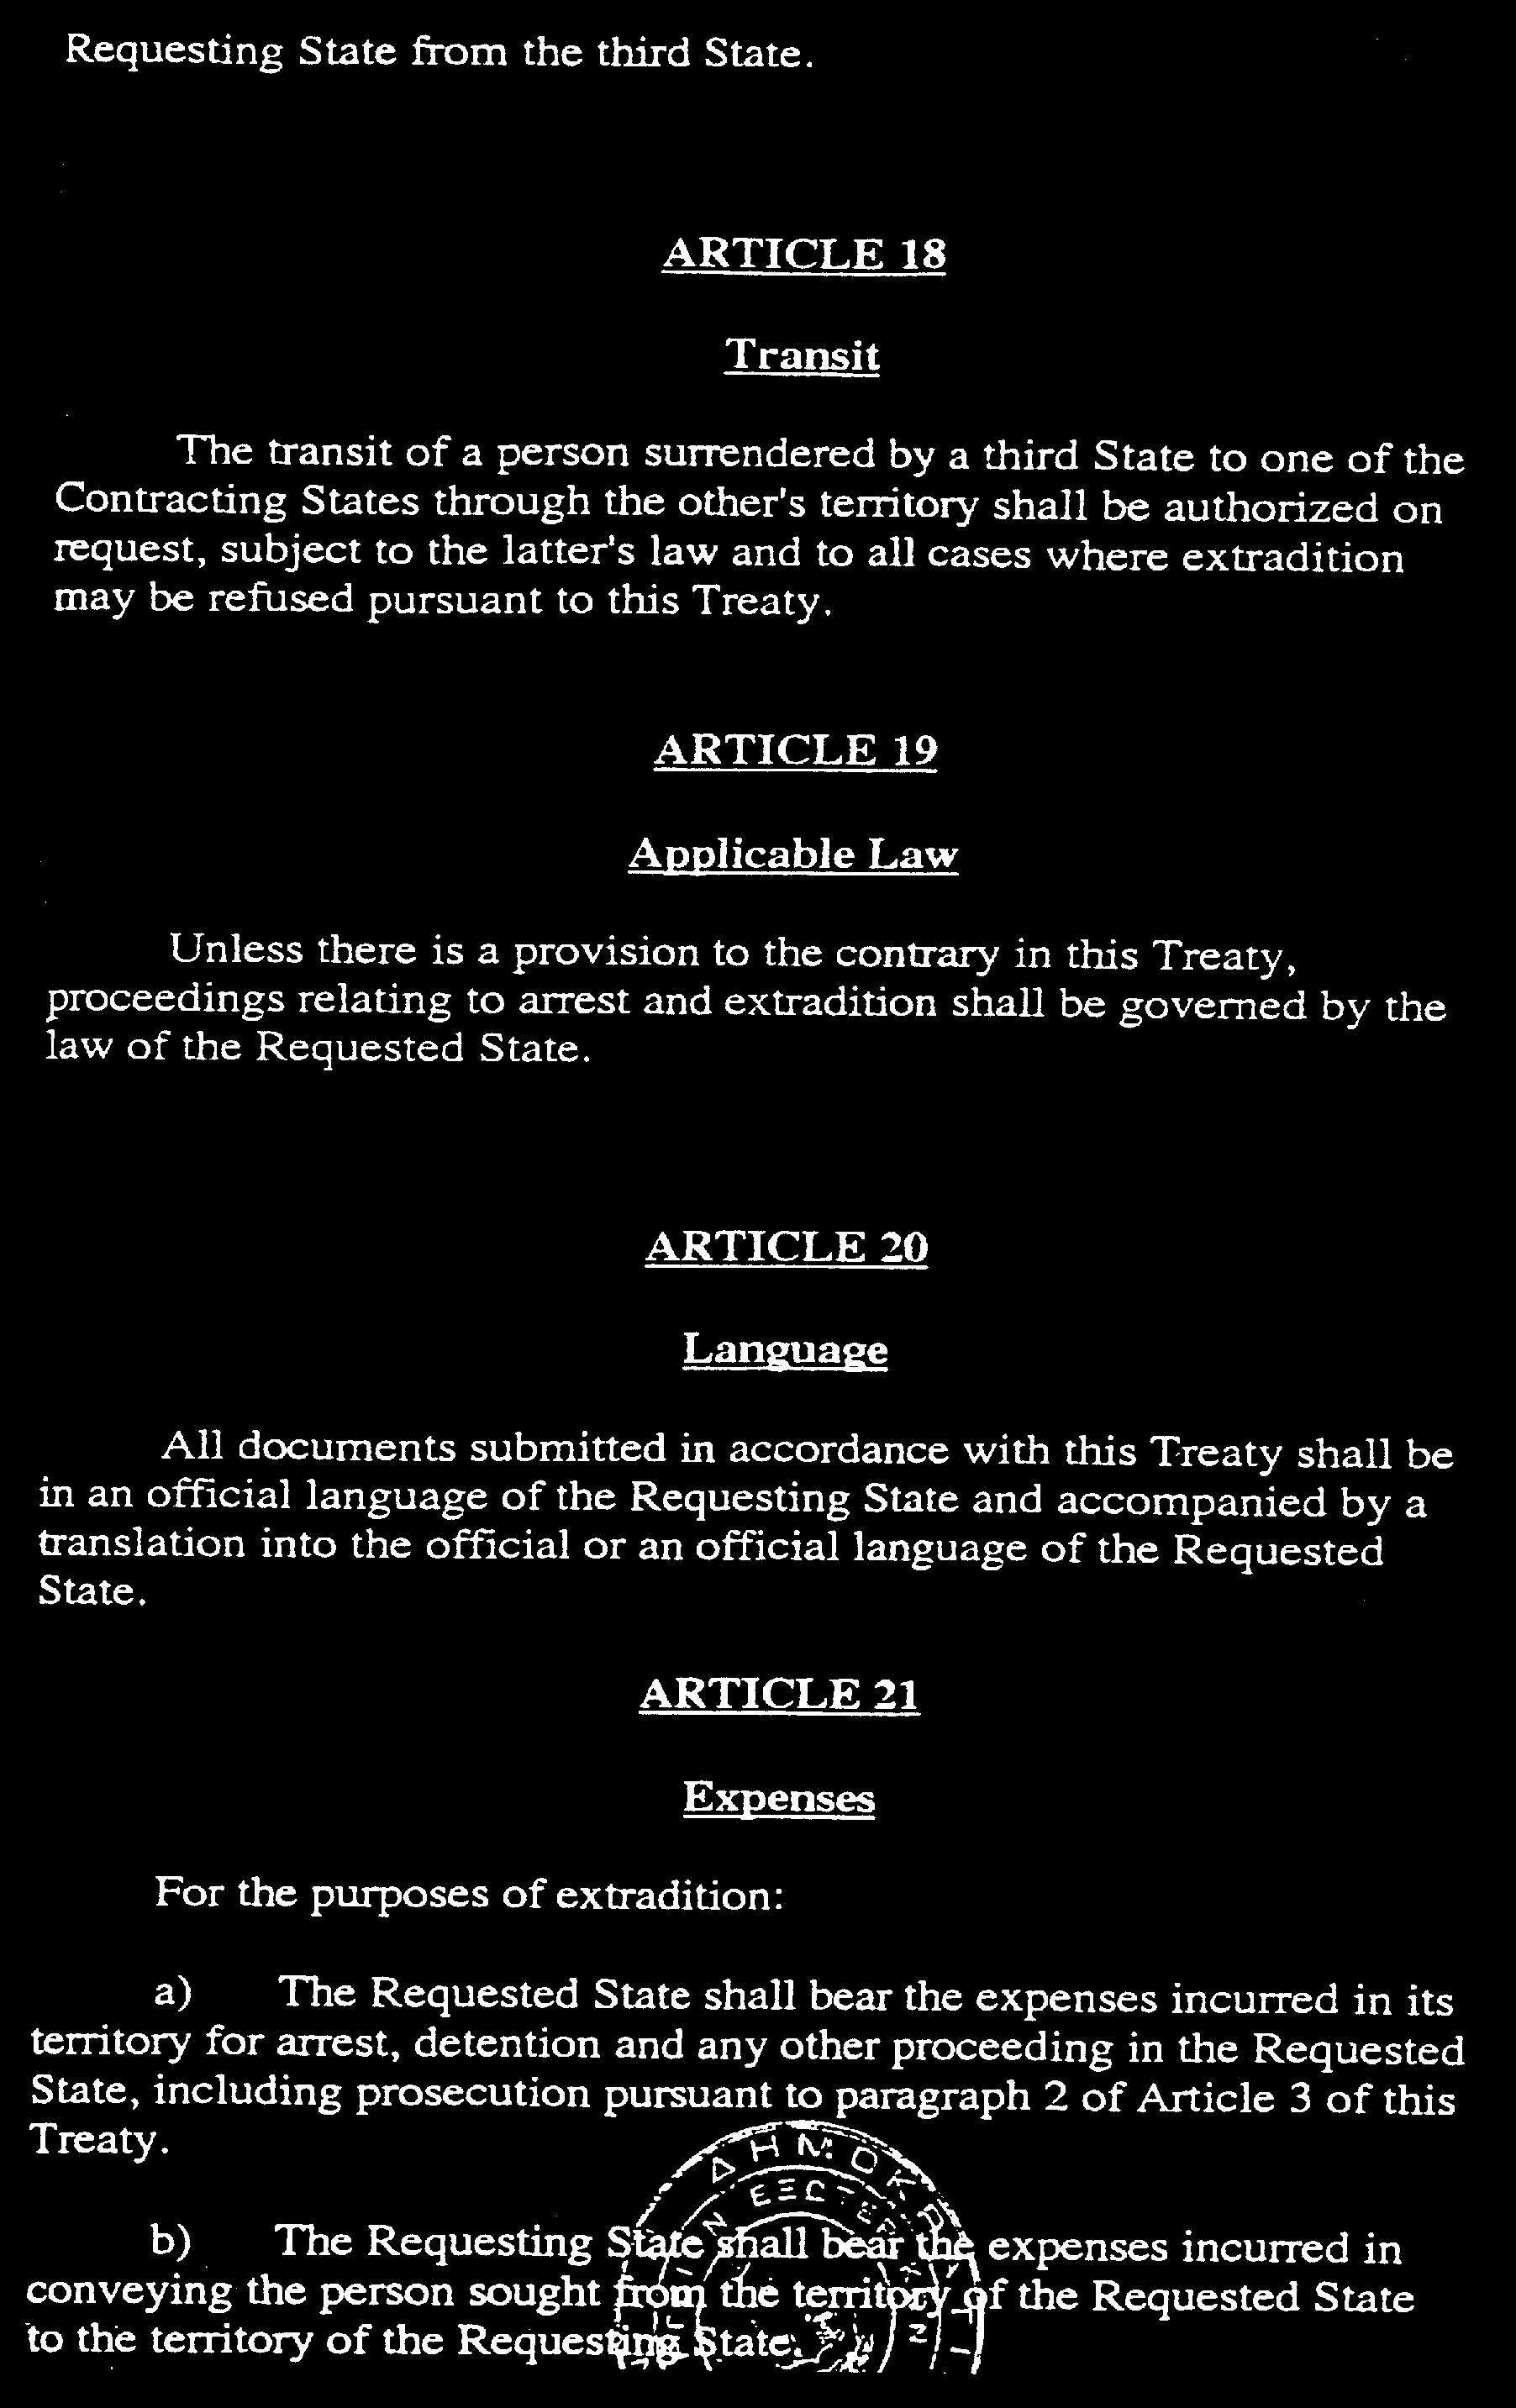 Requesting State from the third State.
ARTICLE 18
Transit
The transit of a person surrendered by a third State to one of the
Contracting States through the other's territory shall be authorized on
request, subject to the latter's law and to all cases where extradition
may be refused pursuant to this Treaty.
ARTICLE 19
Applicable Law
Unless there is a provision to the contrary in this Treaty,
proceedings relating to arrest and extradition shall be governed by the
law of the Requested State.
ARTICLE 20
Language
All documents submitted in accordance with this Treaty shall be
in an official language of the Requesting State and accompanied by a
translation into the official or an official language of the Requested
State.
ARTICLE 21
Expenses
For the purposes of extradition:
a) The Requested State shall bear the expenses incurred in its
territory for arrest, detention and any other proceeding in the Requested
State, including prosecution pursuant to paragraph 2 of Article 3 of this
Treaty.
b) The Requesting State shall bear the expenses incurred in
conveying the person sought from the territory of the Requested State
to the territory of the Requesting State.